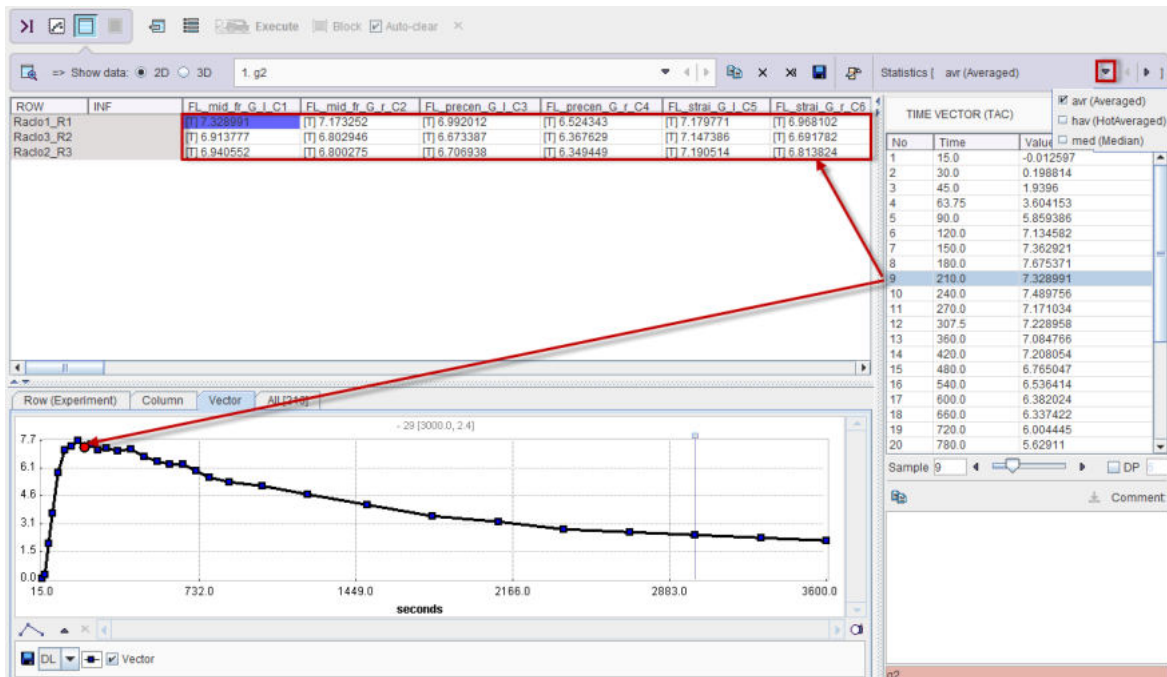 Execute Block Auto-clear
=> Show data: 2D 3D 1. g2 Statistics [ avr (Averaged) ]
ROW INF FL_mid_fr_G_l_C1 FL_mid_fr_G_r_C2 FL_precen_G_l_C3 FL_precen_G_r_C4 FL_strai_G_l_C5 FL_strai_G_r_C6
Raclo1_R1 [T] 7.328991 [T] 7.173252 [T] 6.992012 [T] 6.524343 [T] 7.179771 [T] 6.968102
Raclo3_R2 [T] 6.913777 [T] 6.802946 [T] 6.673387 [T] 6.367629 [T] 7.147386 [T] 6.691782
Raclo2_R3 [T] 6.940552 [T] 6.800275 [T] 6.706938 [T] 6.349449 [T] 7.190514 [T] 6.813824
avr (Averaged)
hav (HotAveraged)
med (Median)
TIME VECTOR (TAC)
No Time Value
1 15.0 -0.012597
2 30.0 0.198814
3 45.0 1.9396
4 63.75 3.604153
5 90.0 5.859386
6 120.0 7.134582
7 150.0 7.362921
8 180.0 7.675371
9 210.0 7.328991
10 240.0 7.489756
11 270.0 7.171034
12 307.5 7.228958
13 360.0 7.084766
14 420.0 7.208054
15 480.0 6.765047
16 540.0 6.536414
17 600.0 6.382024
18 660.0 6.337422
19 720.0 6.004445
20 780.0 5.62911
Sample 9 DP
Comment
g2
Row (Experiment) Column Vector
- 29 [3000.0, 2.4]
7.7
6.1
4.6
3.1
1.5
0.0
15.0 732.0 1449.0 2166.0 2883.0 3600.0
seconds
DL Vector